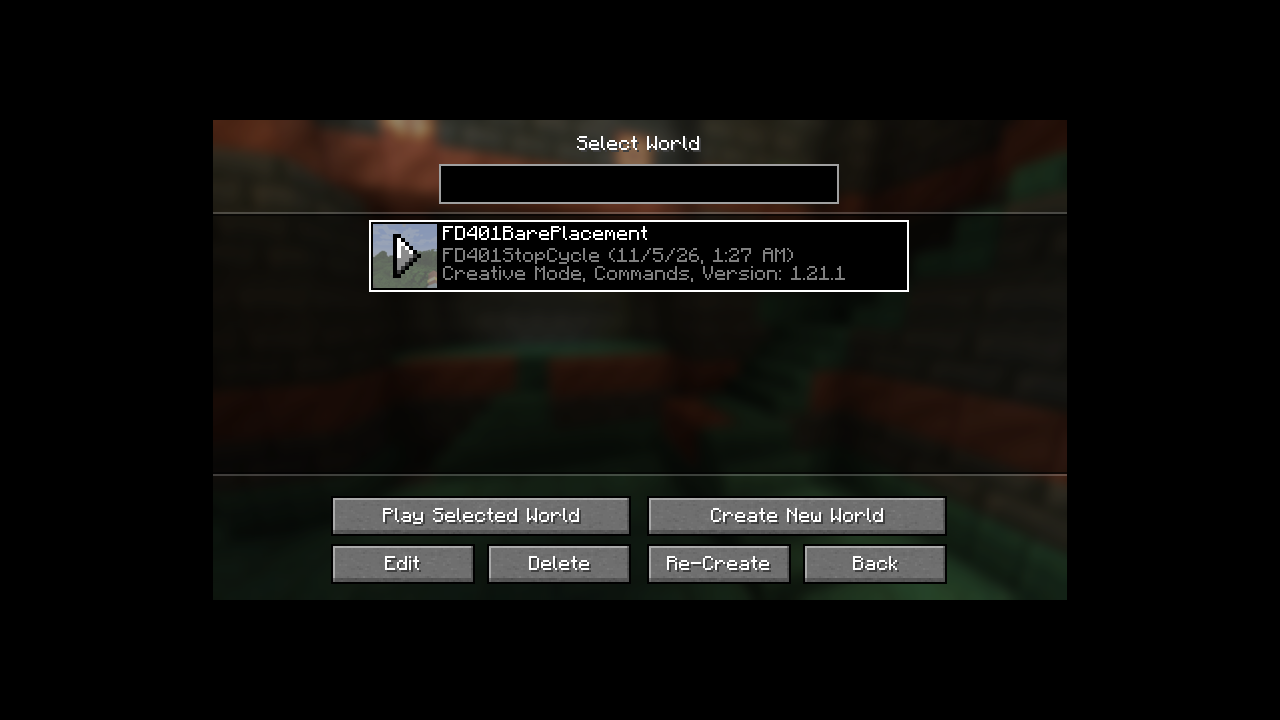 Select World
FD401BarePlacement
FD401StopCycle (11/5/26, 1:27 AM)
Creative Mode, Commands, Version: 1.21.1
Play Selected World
Create New World
Edit
Delete
Re-Create
Back